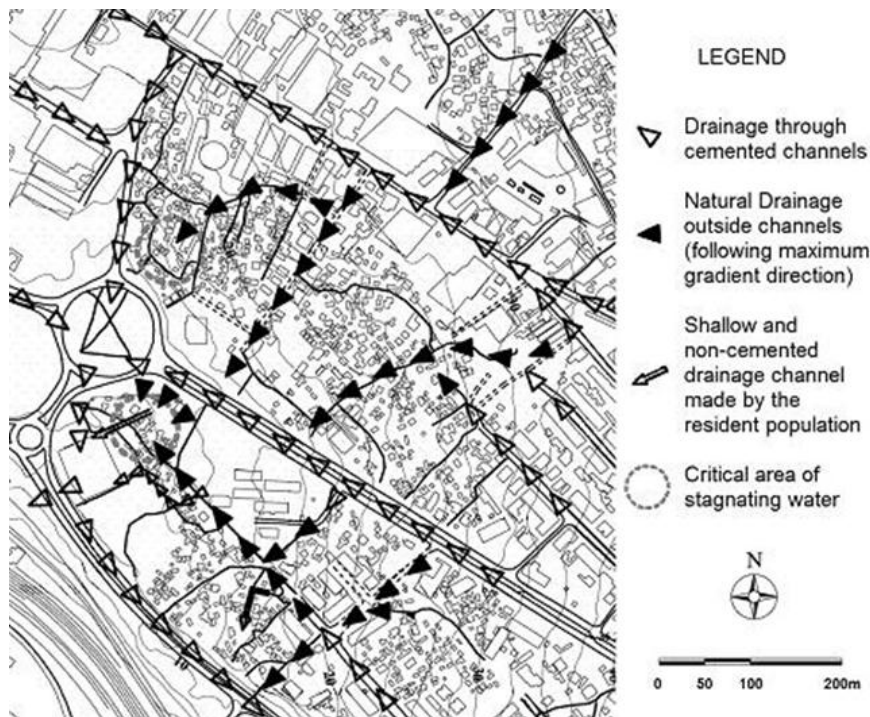 LEGEND
Drainage through
cemented channels
Natural Drainage
outside channels
(following maximum
gradient direction)
Shallow and
non-cemented
drainage channel
made by the
resident population
Critical area of
stagnating water
N
0 50 100 200m